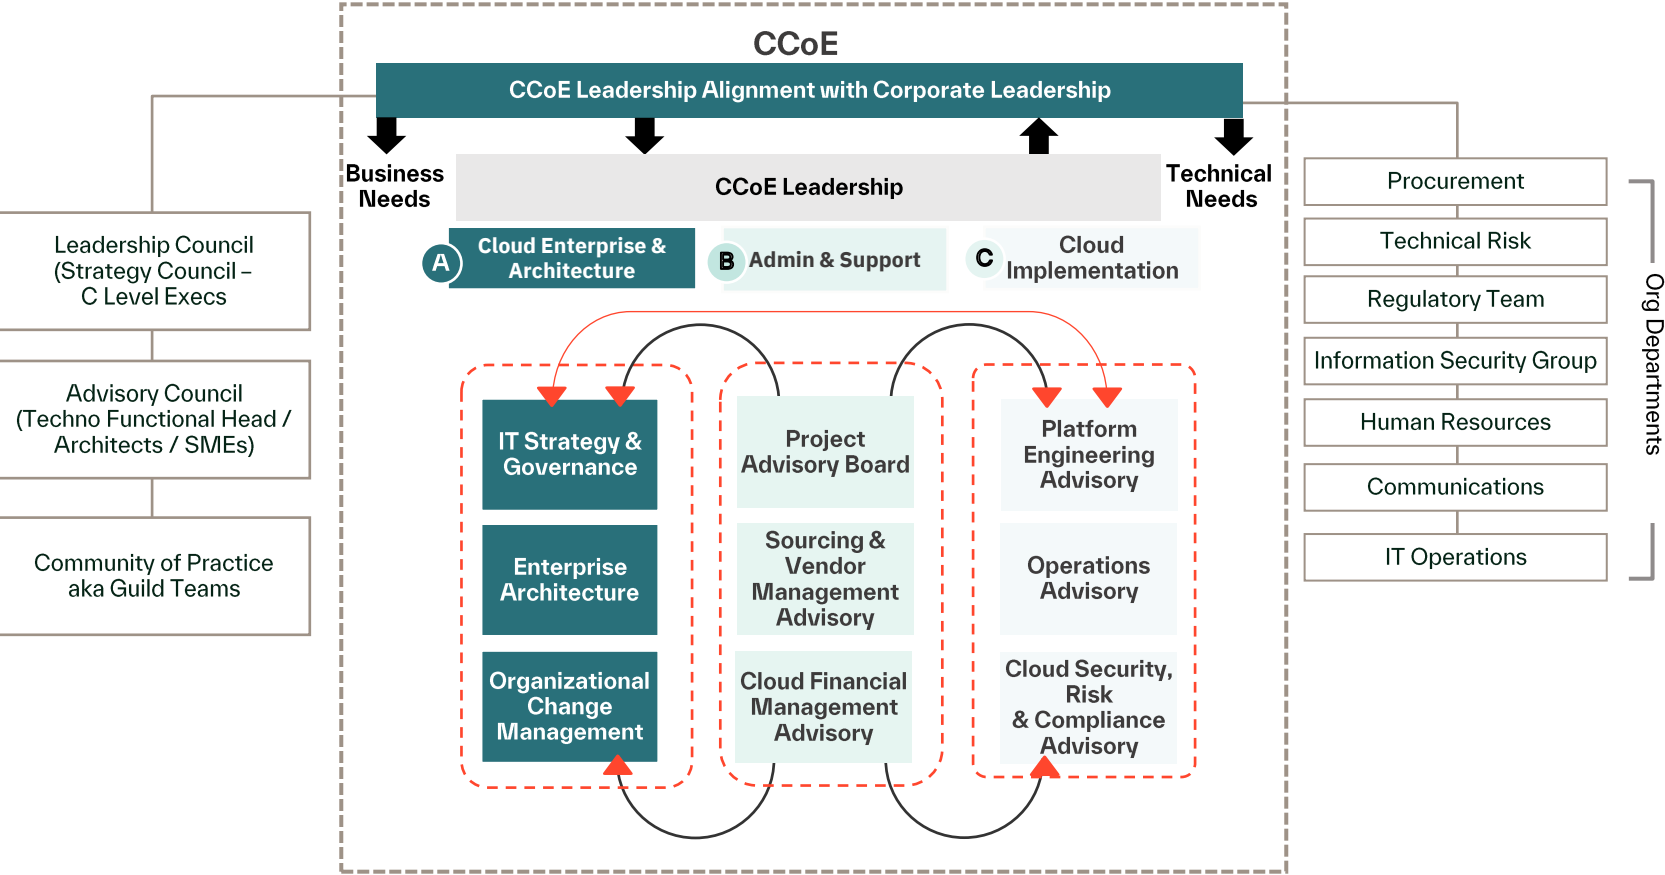 CCoE
CCoE Leadership Alignment with Corporate Leadership
Business
Needs
CCoE Leadership
Technical
Needs
A
Cloud Enterprise &
Architecture
B
Admin & Support
C
Cloud
Implementation
Leadership Council
(Strategy Council –
C Level Execs
Advisory Council
(Techno Functional Head /
Architects / SMEs)
Community of Practice
aka Guild Teams
IT Strategy &
Governance
Enterprise
Architecture
Organizational
Change
Management
Project
Advisory Board
Sourcing &
Vendor
Management
Advisory
Cloud Financial
Management
Advisory
Platform
Engineering
Advisory
Operations
Advisory
Cloud Security,
Risk
& Compliance
Advisory
Procurement
Technical Risk
Regulatory Team
Information Security Group
Human Resources
Communications
IT Operations
Org Departments